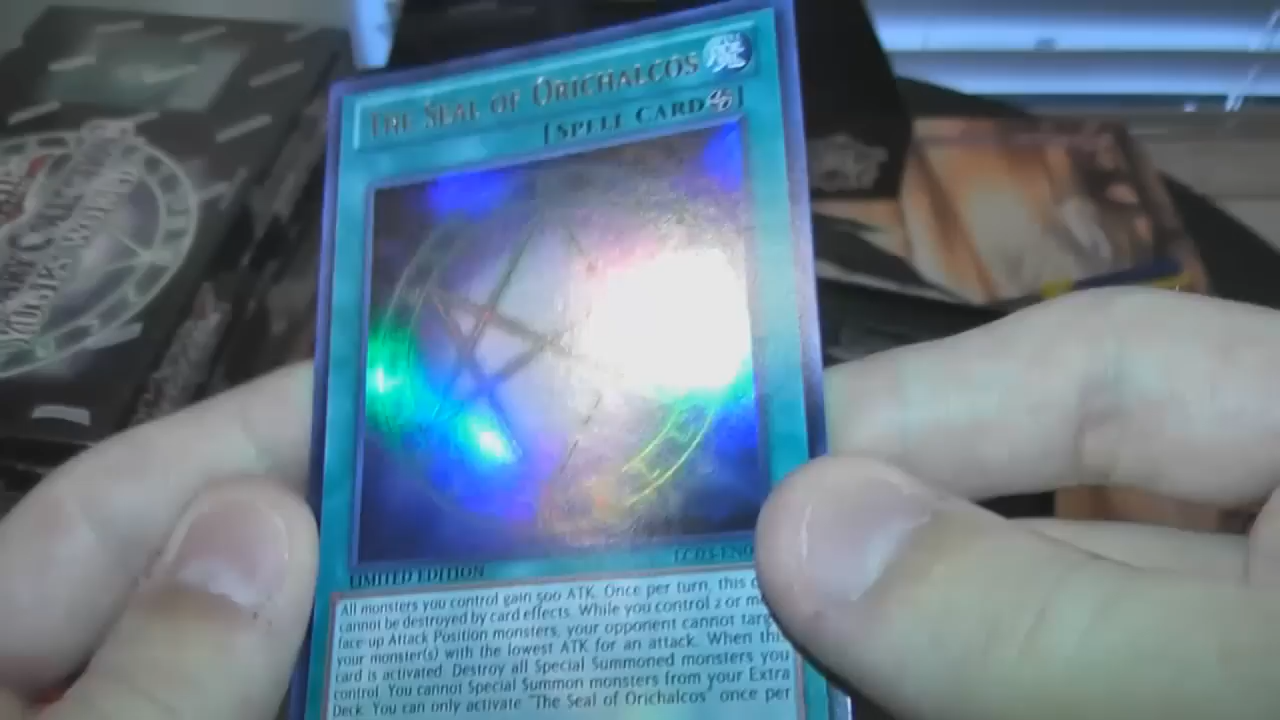 THE SEAL OF ORICHALCOS
[SPELL CARD
LIMITED EDITION
LC03-EN0
All monsters you control gain 500 ATK. Once per turn, this
cannot be destroyed by card effects. While you control 2 or
face-up Attack Position monsters, your opponent cannot
your monster(s) with the lowest ATK for an attack. When
card is activated: Destroy all Special Summoned monsters you
control. You cannot Special Summon monsters from your Extra
Deck. You can only activate "The Seal of Orichalcos" once per
YUGI'S WORLD